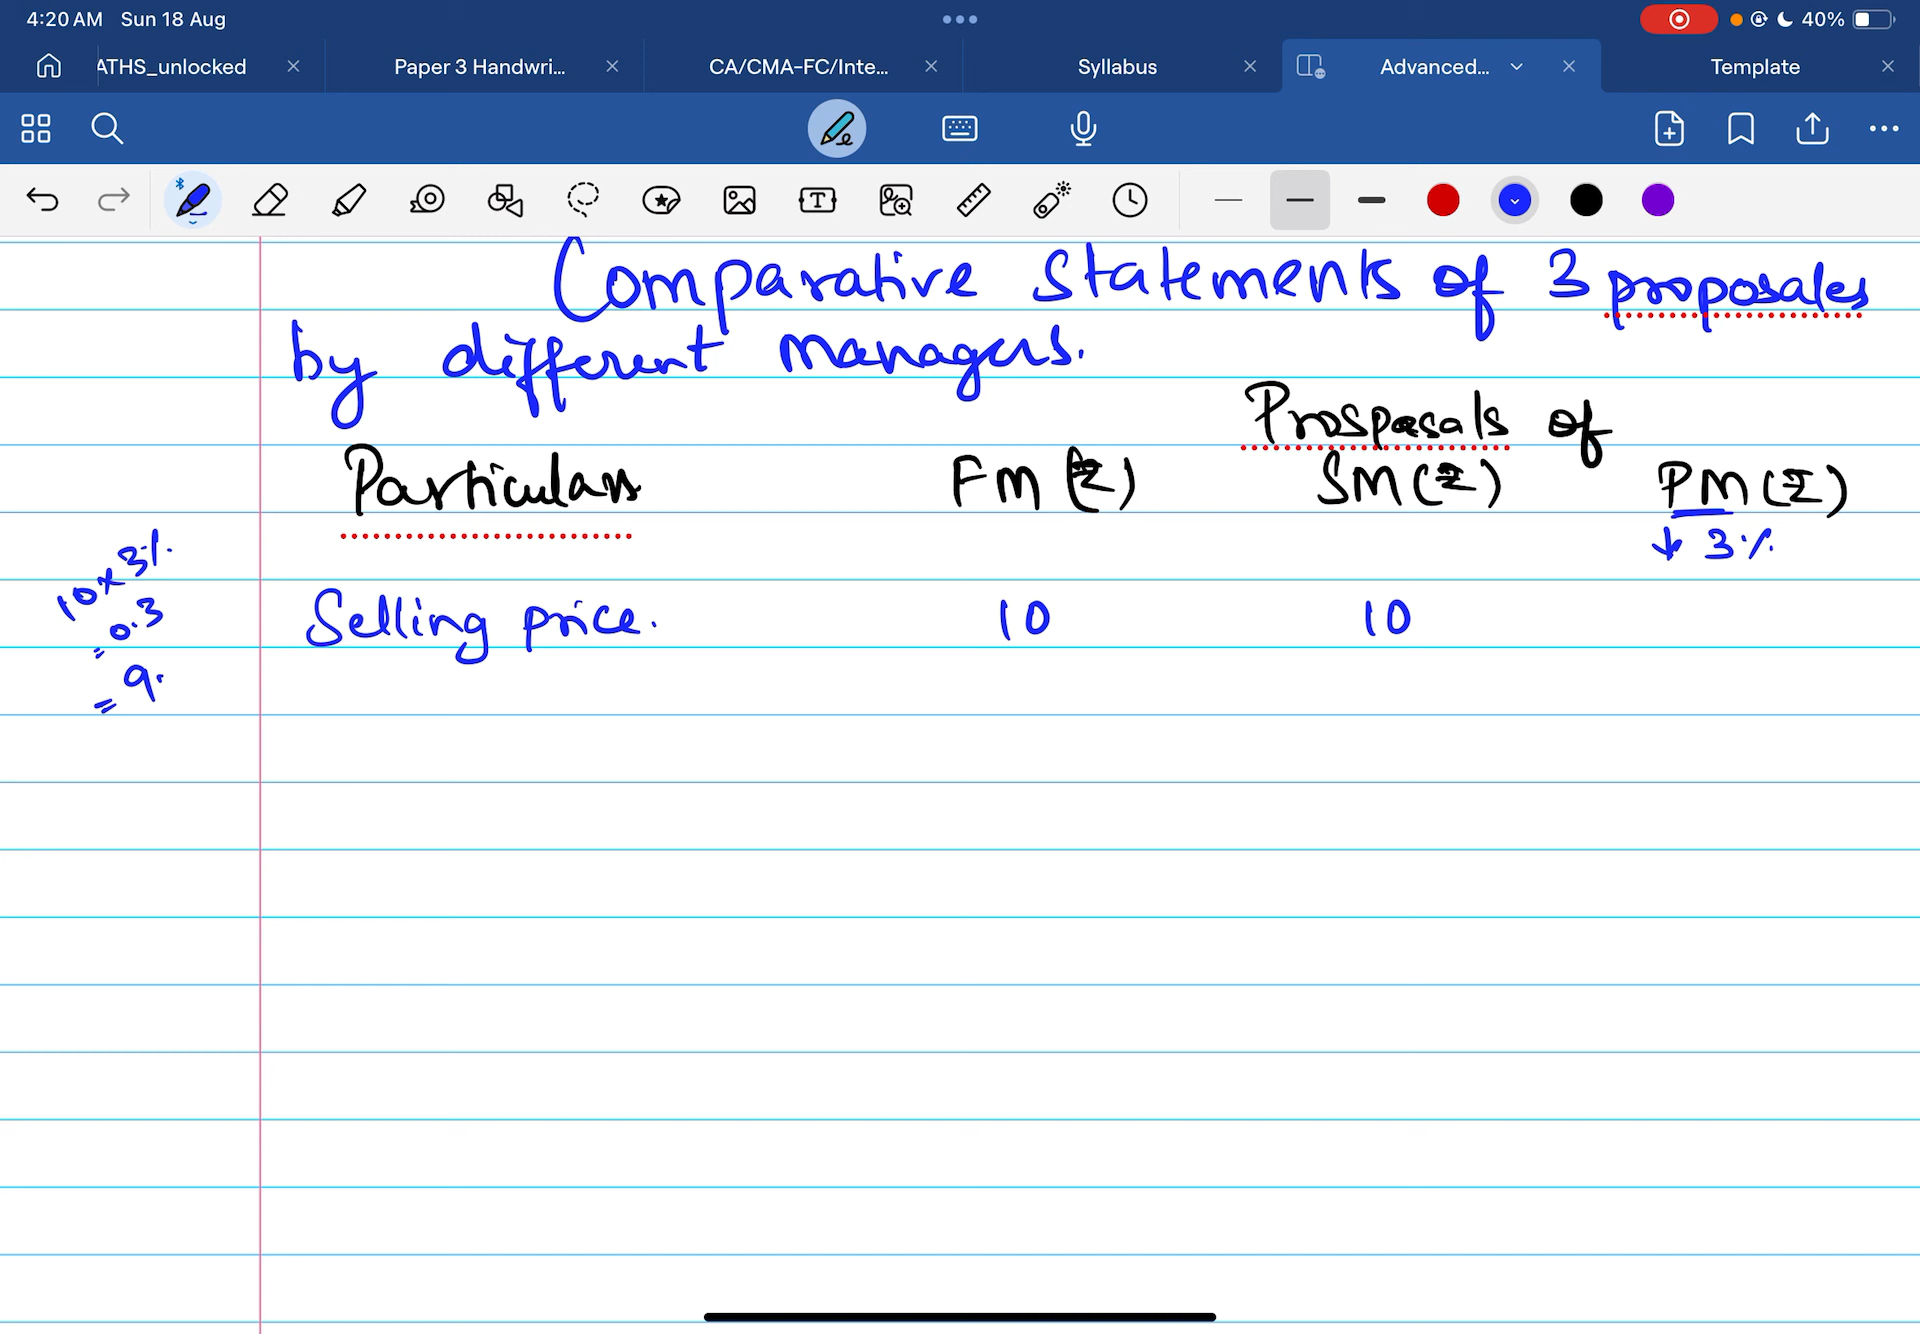 4:20 AM Sun 18 Aug
40%
ATHS_unlocked
Paper 3 Handwri...
CA/CMA-FC/Inte...
Syllabus
Advanced...
Template
Comparative Statements of 3 proposales
by different managers.
Prosposals of
Particulars FM (₹) SM (₹) PM (₹)
↓ 3%
10 x 3%
= 0.3
= 9.
Selling price. 10 10